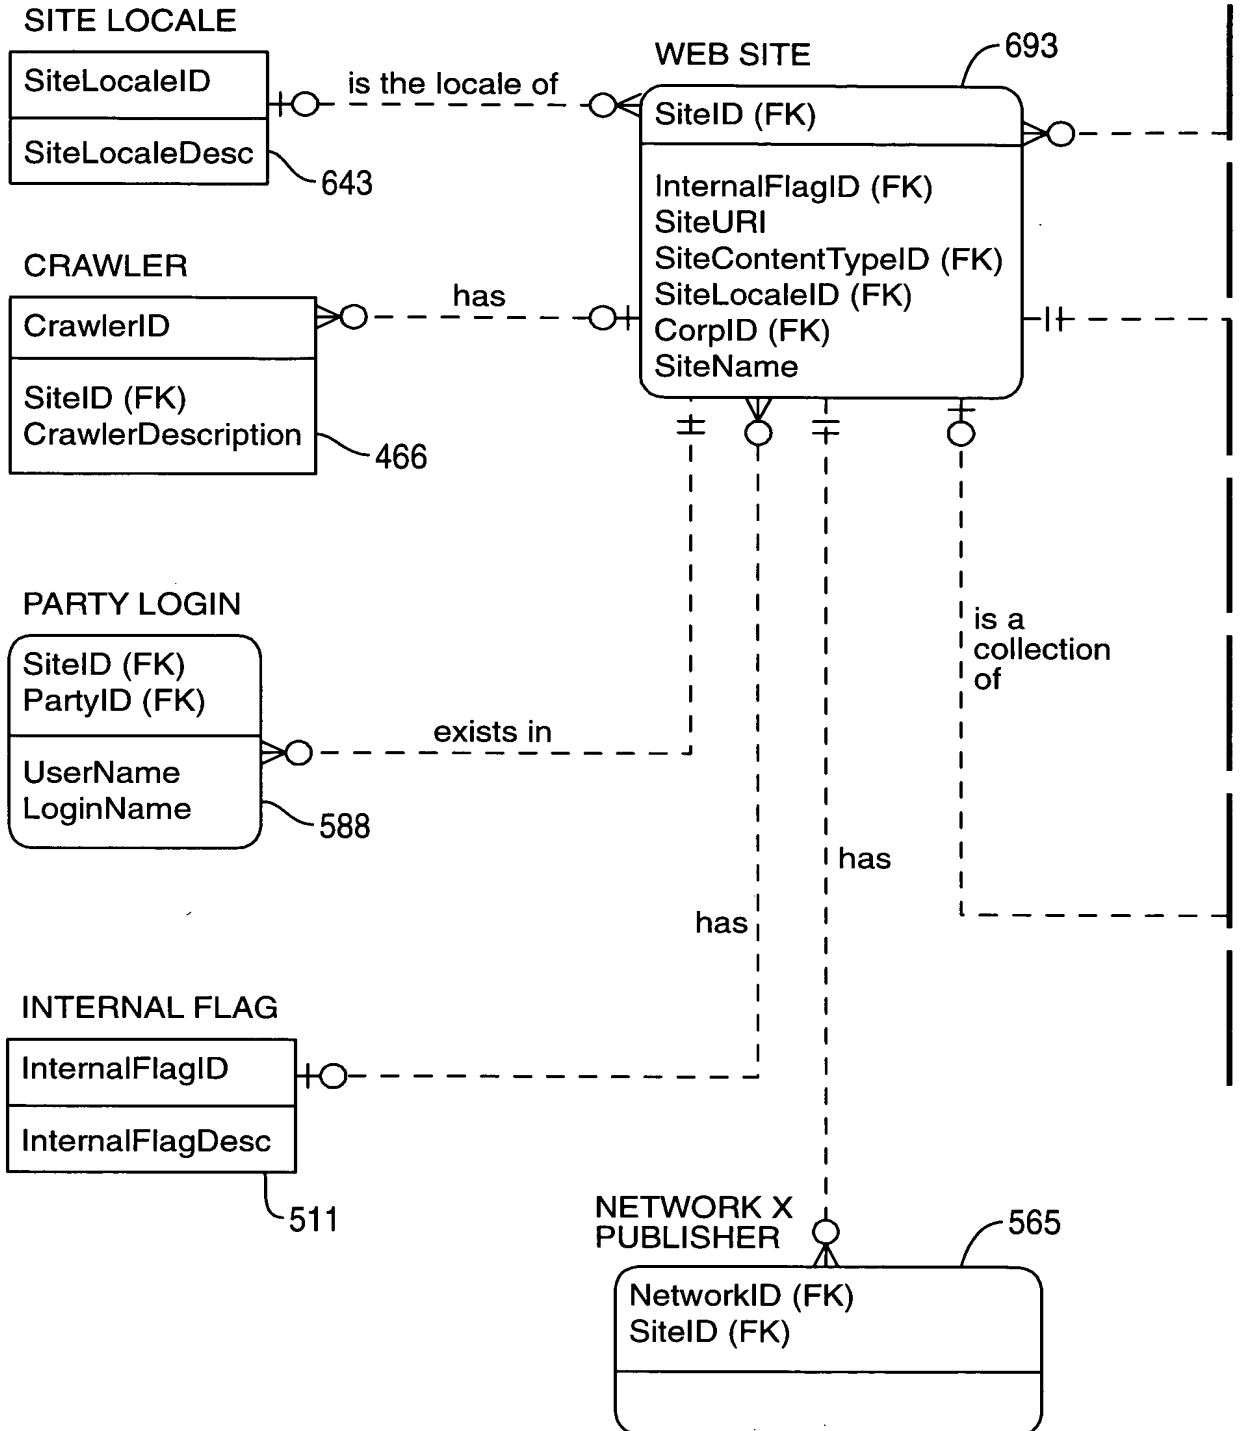 SITE LOCALE
SiteLocaleID
SiteLocaleDesc
643
is the locale of
WEB SITE
693
SiteID (FK)
InternalFlagID (FK)
SiteURI
SiteContentTypeID (FK)
SiteLocaleID (FK)
CorpID (FK)
SiteName
CRAWLER
CrawlerID
SiteID (FK)
CrawlerDescription
466
has
PARTY LOGIN
SiteID (FK)
PartyID (FK)
UserName
LoginName
588
exists in
is a
collection
of
has
has
INTERNAL FLAG
InternalFlagID
InternalFlagDesc
511
NETWORK X
PUBLISHER
565
NetworkID (FK)
SiteID (FK)